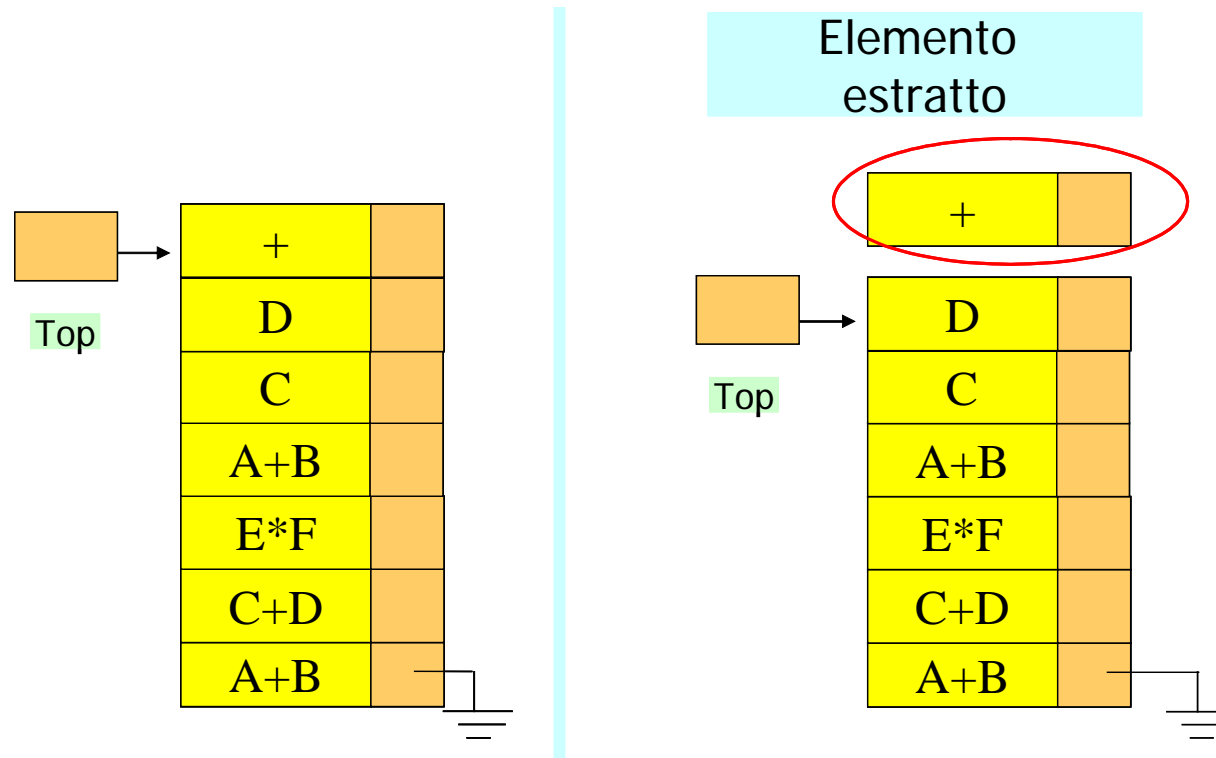 +
D
C
A+B
E*F
C+D
A+B
Top
Elemento
estratto
+
D
C
A+B
E*F
C+D
A+B
Top